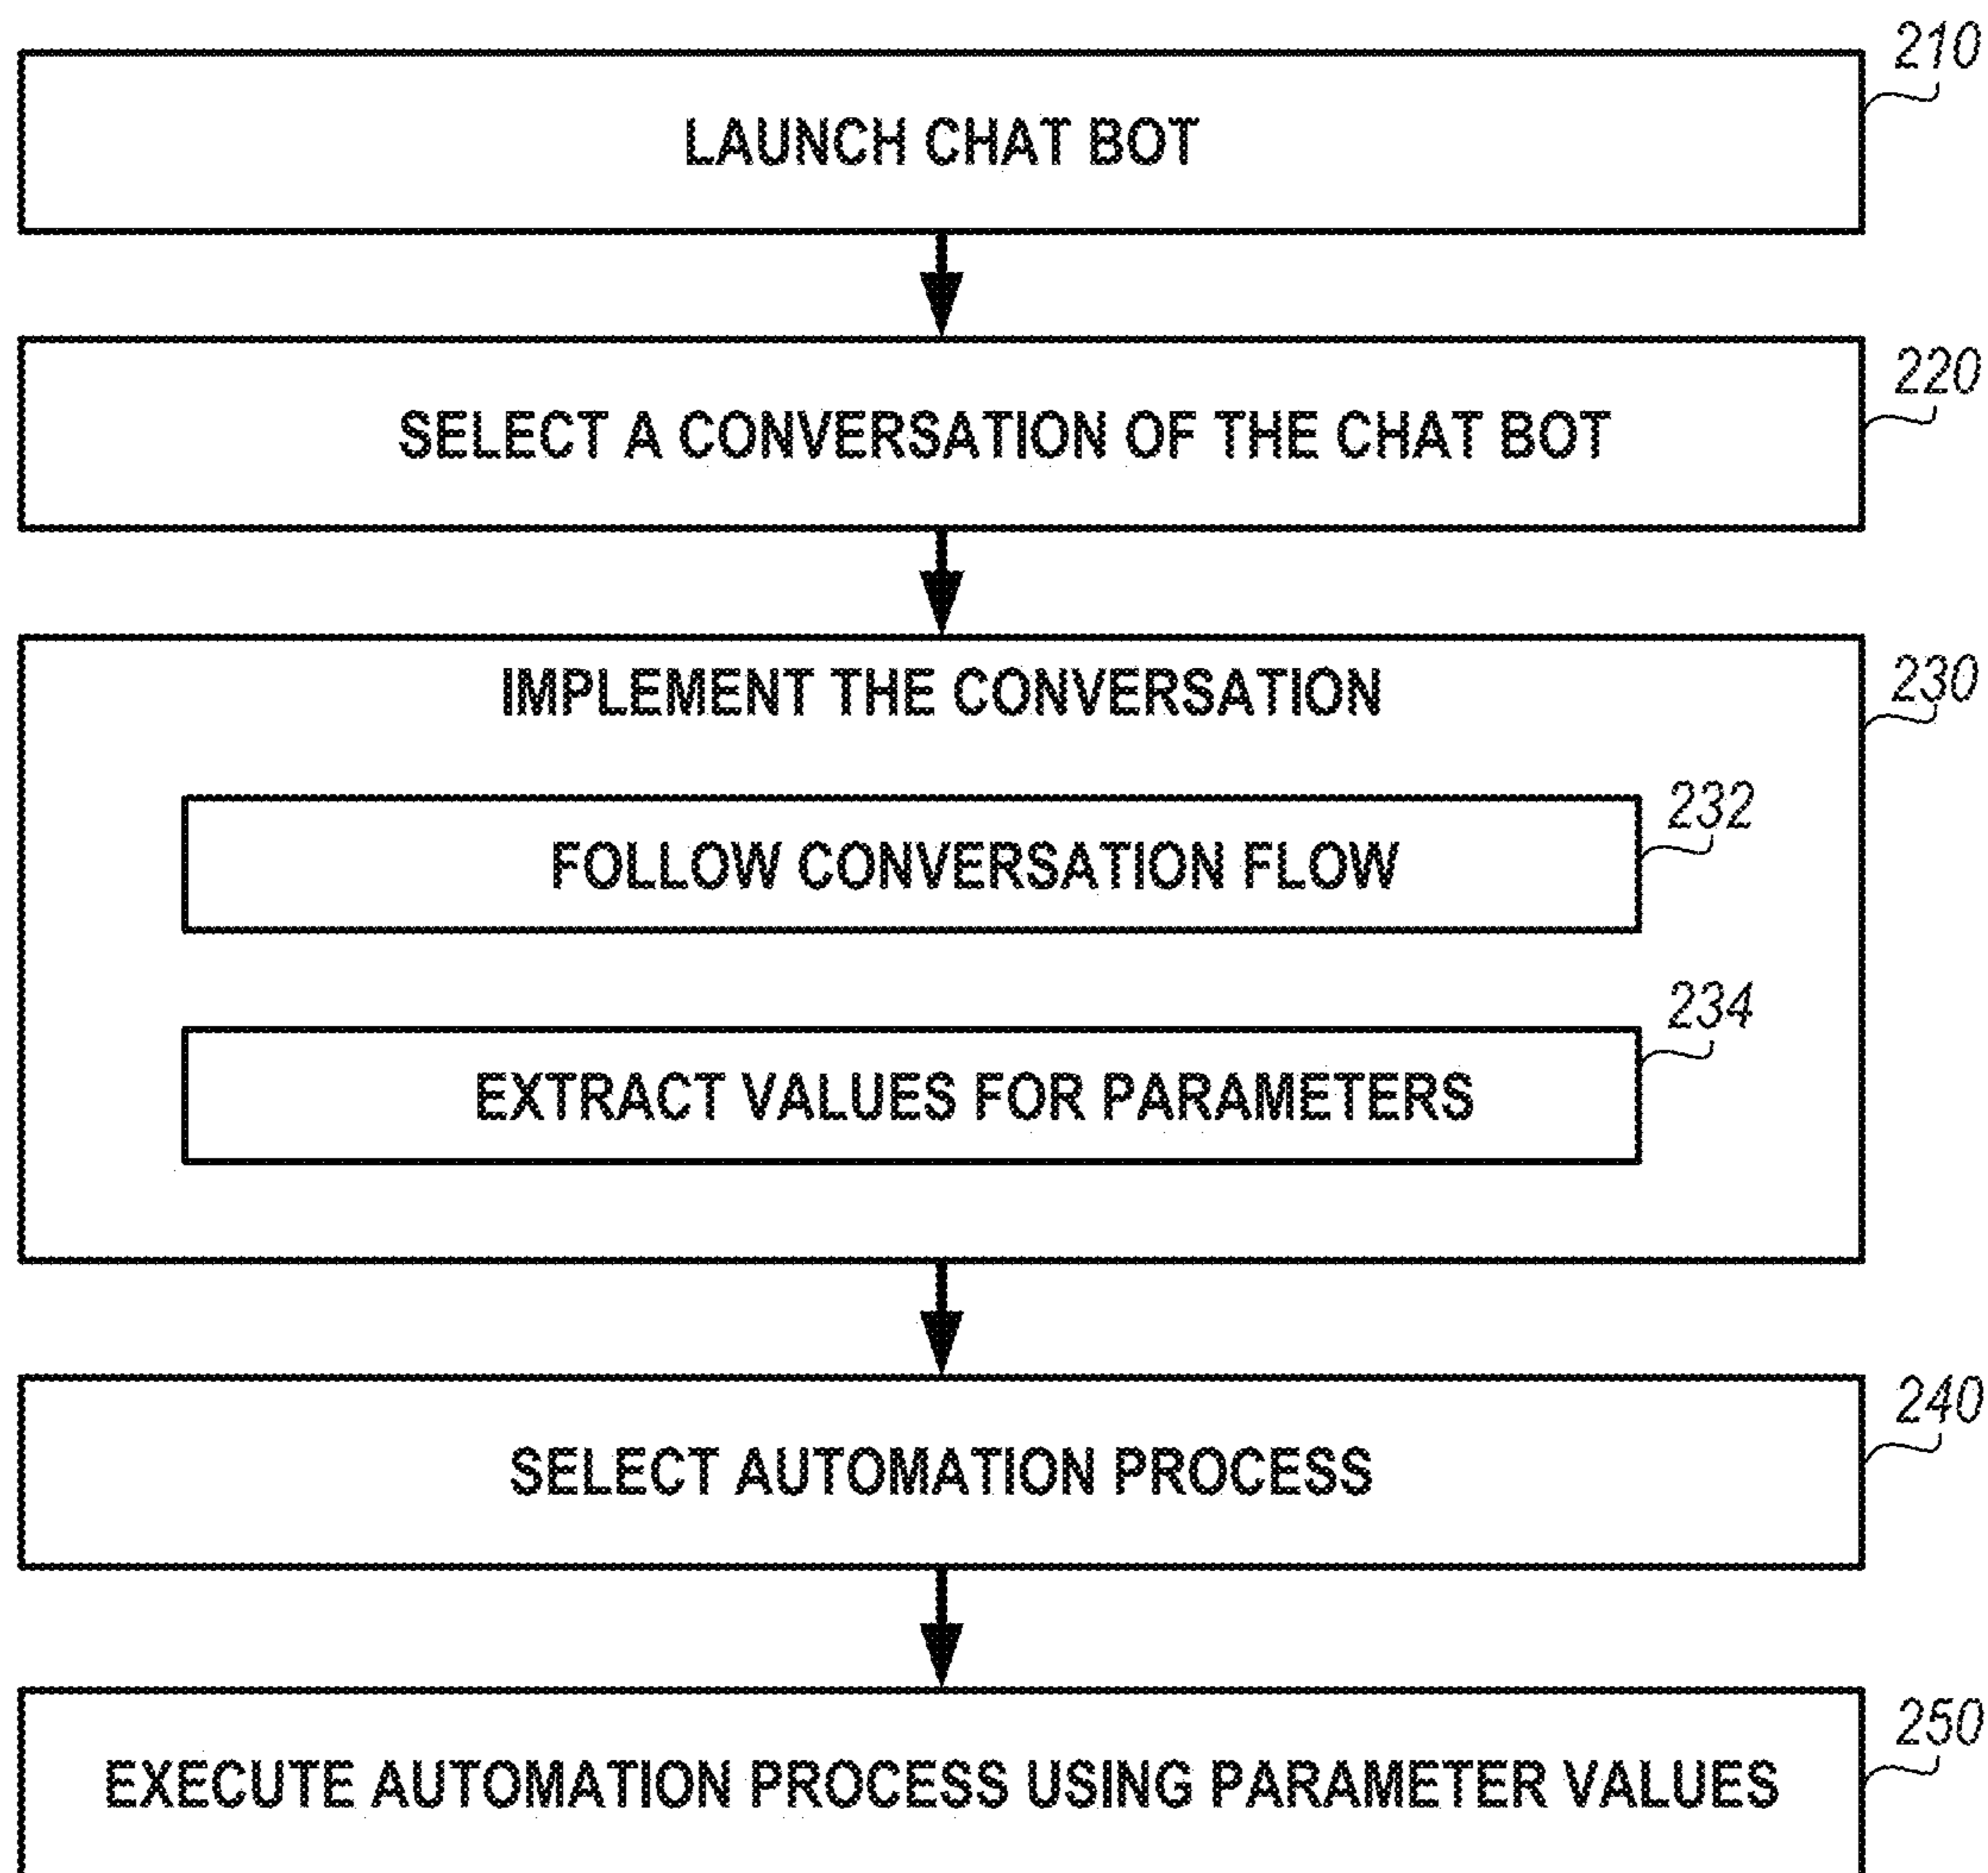 210
LAUNCH CHAT BOT
220
SELECT A CONVERSATION OF THE CHAT BOT
230
IMPLEMENT THE CONVERSATION
232
FOLLOW CONVERSATION FLOW
234
EXTRACT VALUES FOR PARAMETERS
240
SELECT AUTOMATION PROCESS
250
EXECUTE AUTOMATION PROCESS USING PARAMETER VALUES